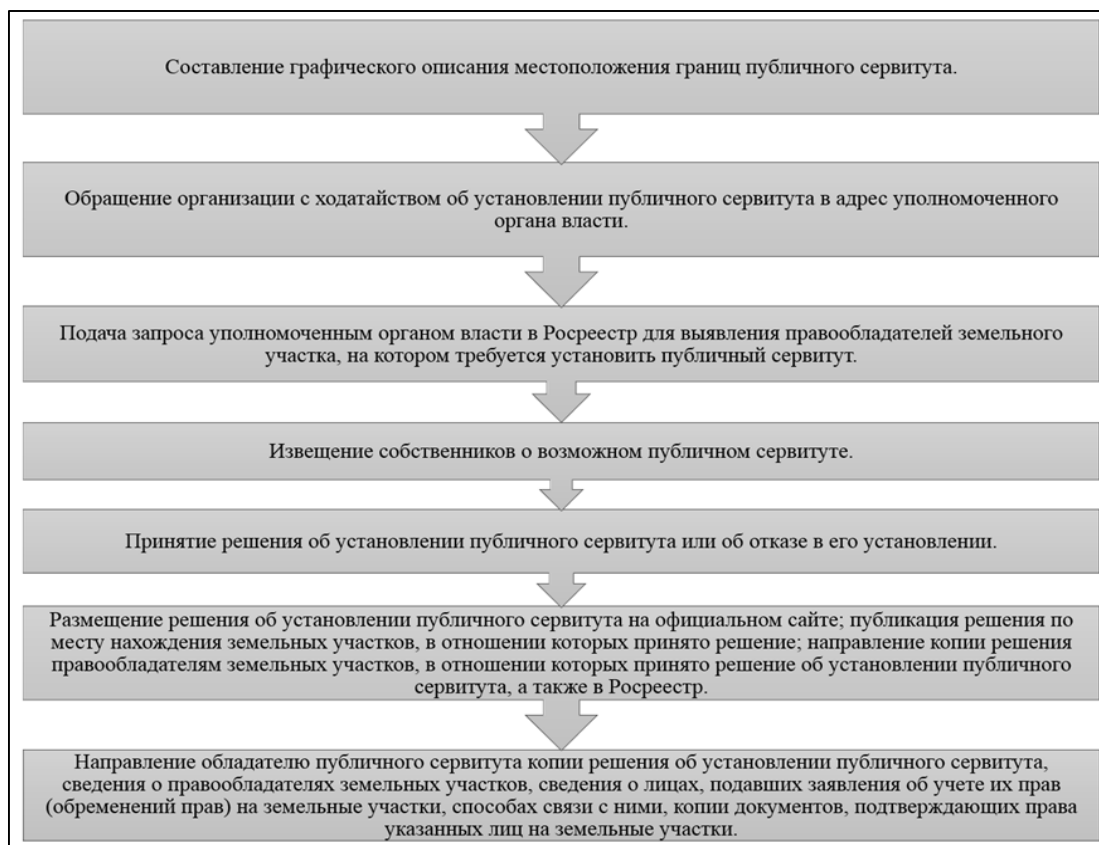 Составление графического описания местоположения границ публичного сервитута.
Обращение организации с ходатайством об установлении публичного сервитута в адрес уполномоченного
органа власти.
Подача запроса уполномоченным органом власти в Росреестр для выявления правообладателей земельного
участка, на котором требуется установить публичный сервитут.
Извещение собственников о возможном публичном сервитуте.
Принятие решения об установлении публичного сервитута или об отказе в его установлении.
Размещение решения об установлении публичного сервитута на официальном сайте; публикация решения по
месту нахождения земельных участков, в отношении которых принято решение; направление копии решения
правообладателям земельных участков, в отношении которых принято решение об установлении публичного
сервитута, а также в Росреестр.
Направление обладателю публичного сервитута копии решения об установлении публичного сервитута,
сведения о правообладателях земельных участков, сведения о лицах, подавших заявления об учете их прав
(обременений прав) на земельные участки, способах связи с ними, копии документов, подтверждающих права
указанных лиц на земельные участки.